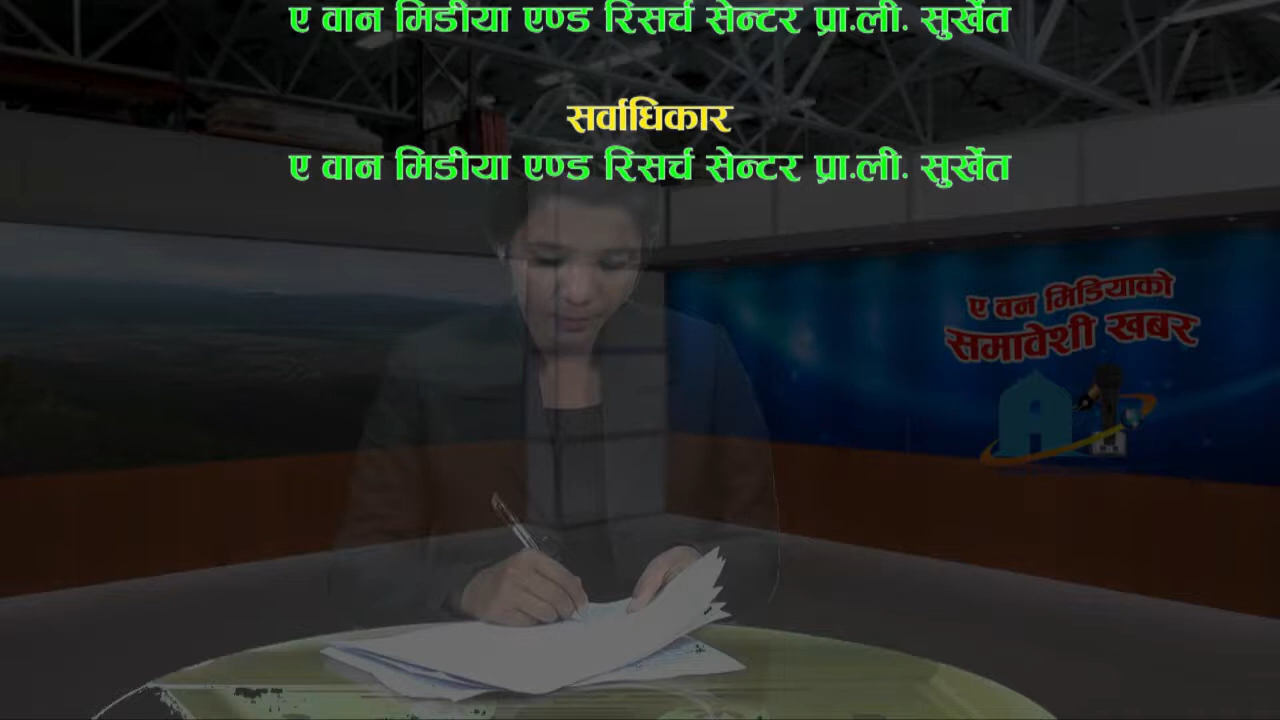 ए वान मिडीया एण्ड रिसर्च सेन्टर प्रा.ली. सुर्खेत
सर्वाधिकार
ए वान मिडीया एण्ड रिसर्च सेन्टर प्रा.ली. सुर्खेत
ए वन मिडियाको
समावेशी खबर